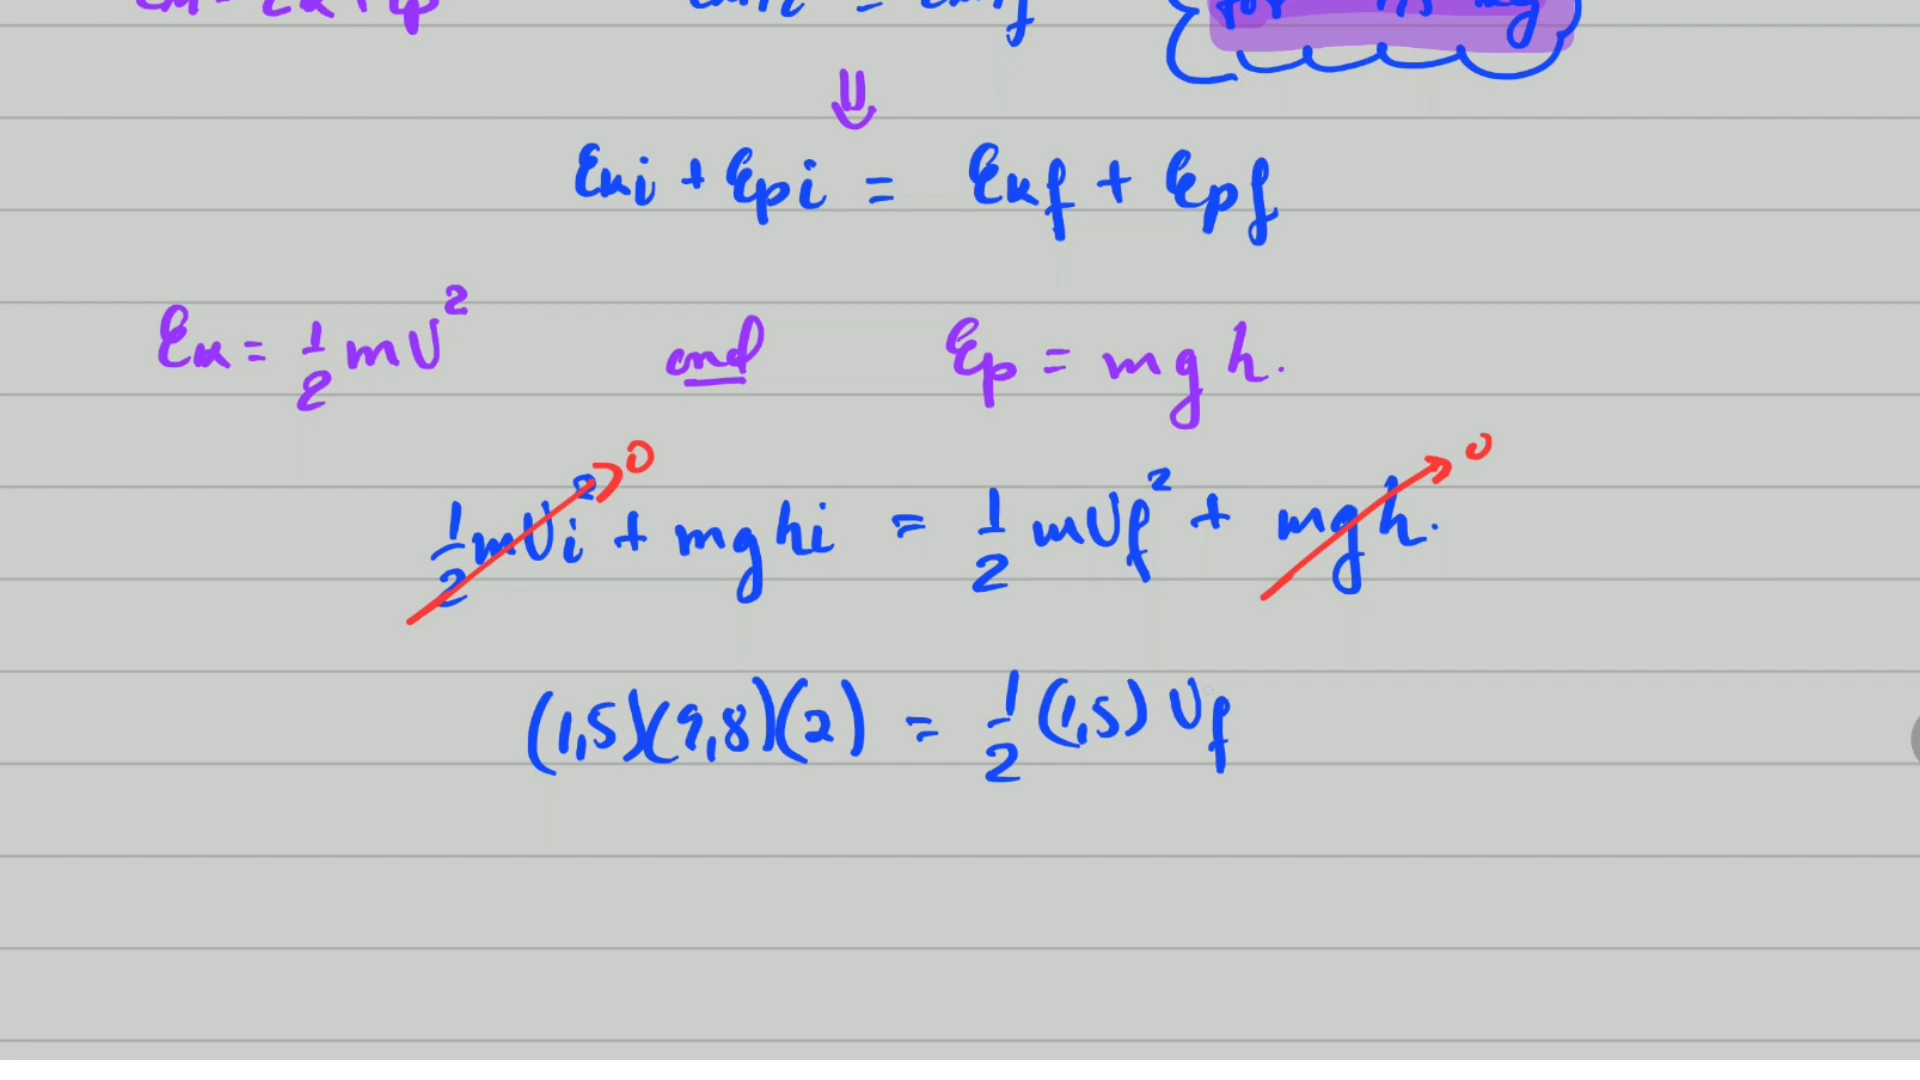 Eki + Epi = Ekf + Epf
Ek = 1/2 mv² and Ep = mgh.
1/2 mvi² → 0 + mghi = 1/2 mvf² + mgh. → 0
(1,5)(9,8)(2) = 1/2 (1,5) vf